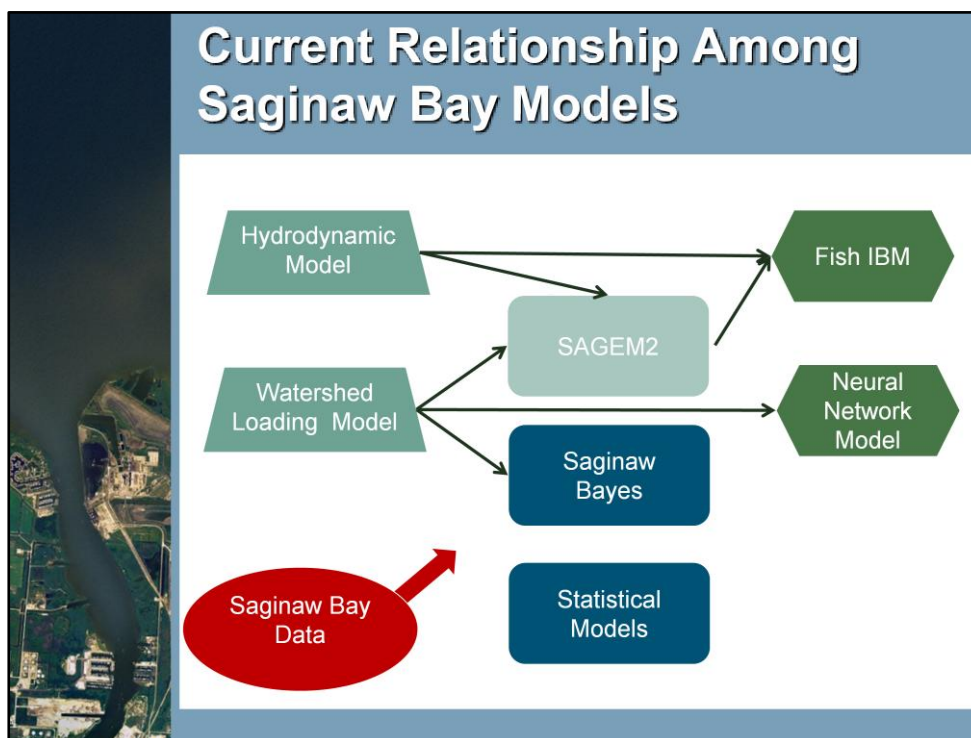 Current Relationship Among
Saginaw Bay Models
Hydrodynamic
Model
Fish IBM
SAGEM2
Watershed
Loading Model
Neural
Network
Model
Saginaw
Bayes
Saginaw Bay
Data
Statistical
Models